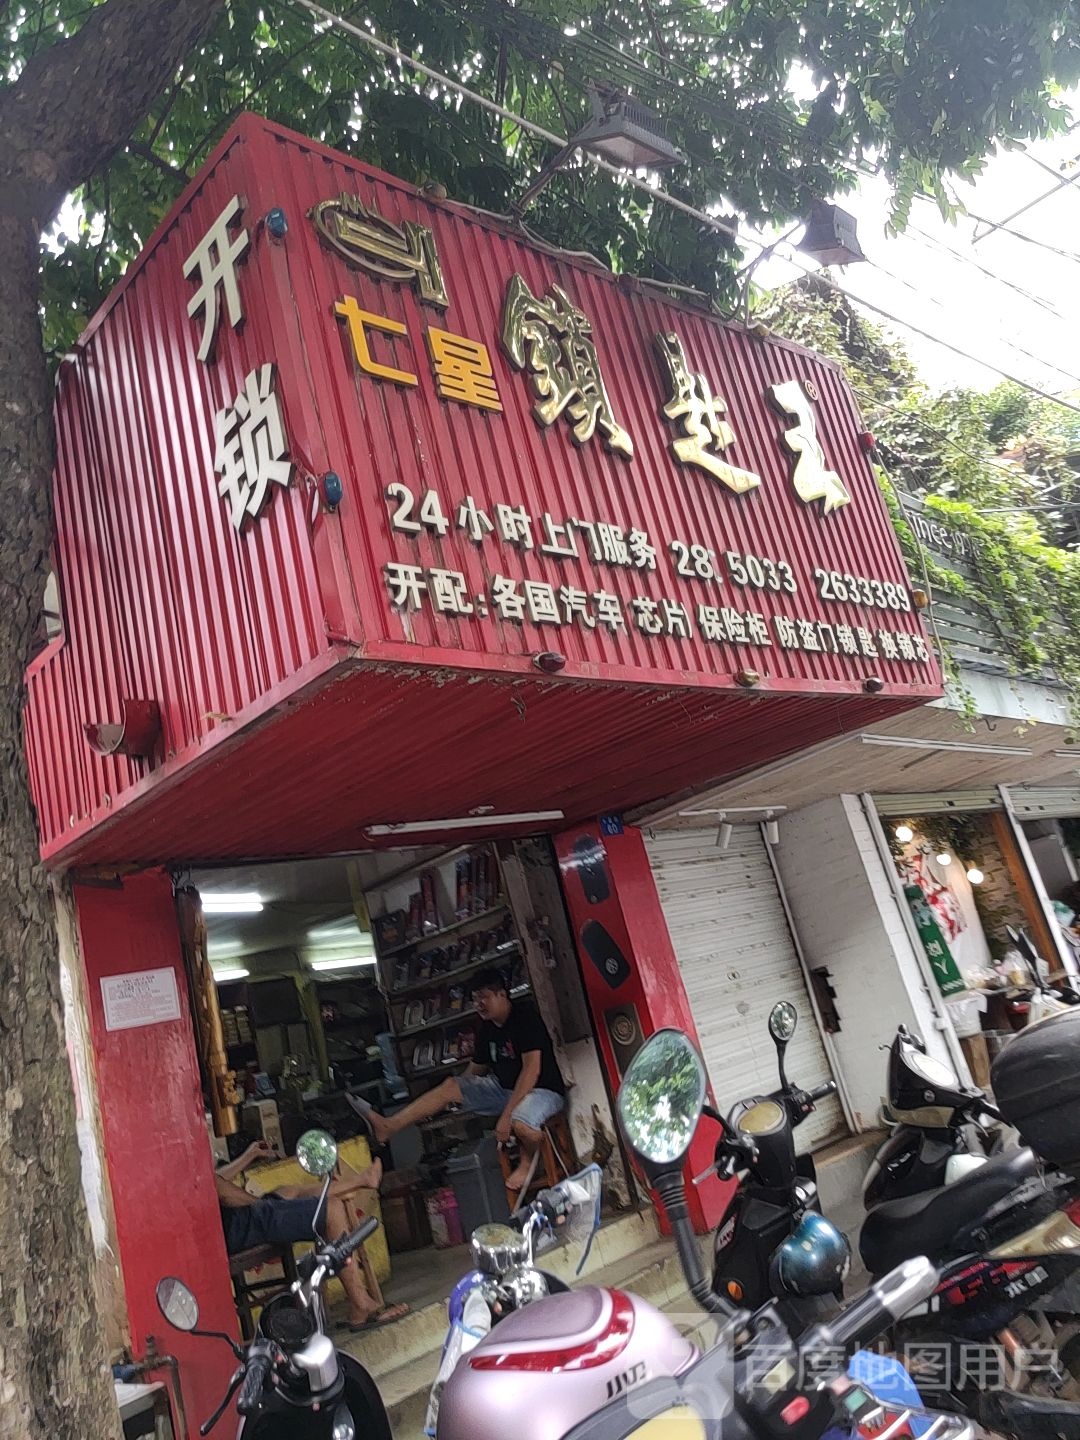 开锁
七星 鎖匙王®
24小时上门服务 28 5033 2633389
开配:各国汽车 芯片 保险柜 防盗门锁匙 换锁芯
60
百度地图用户